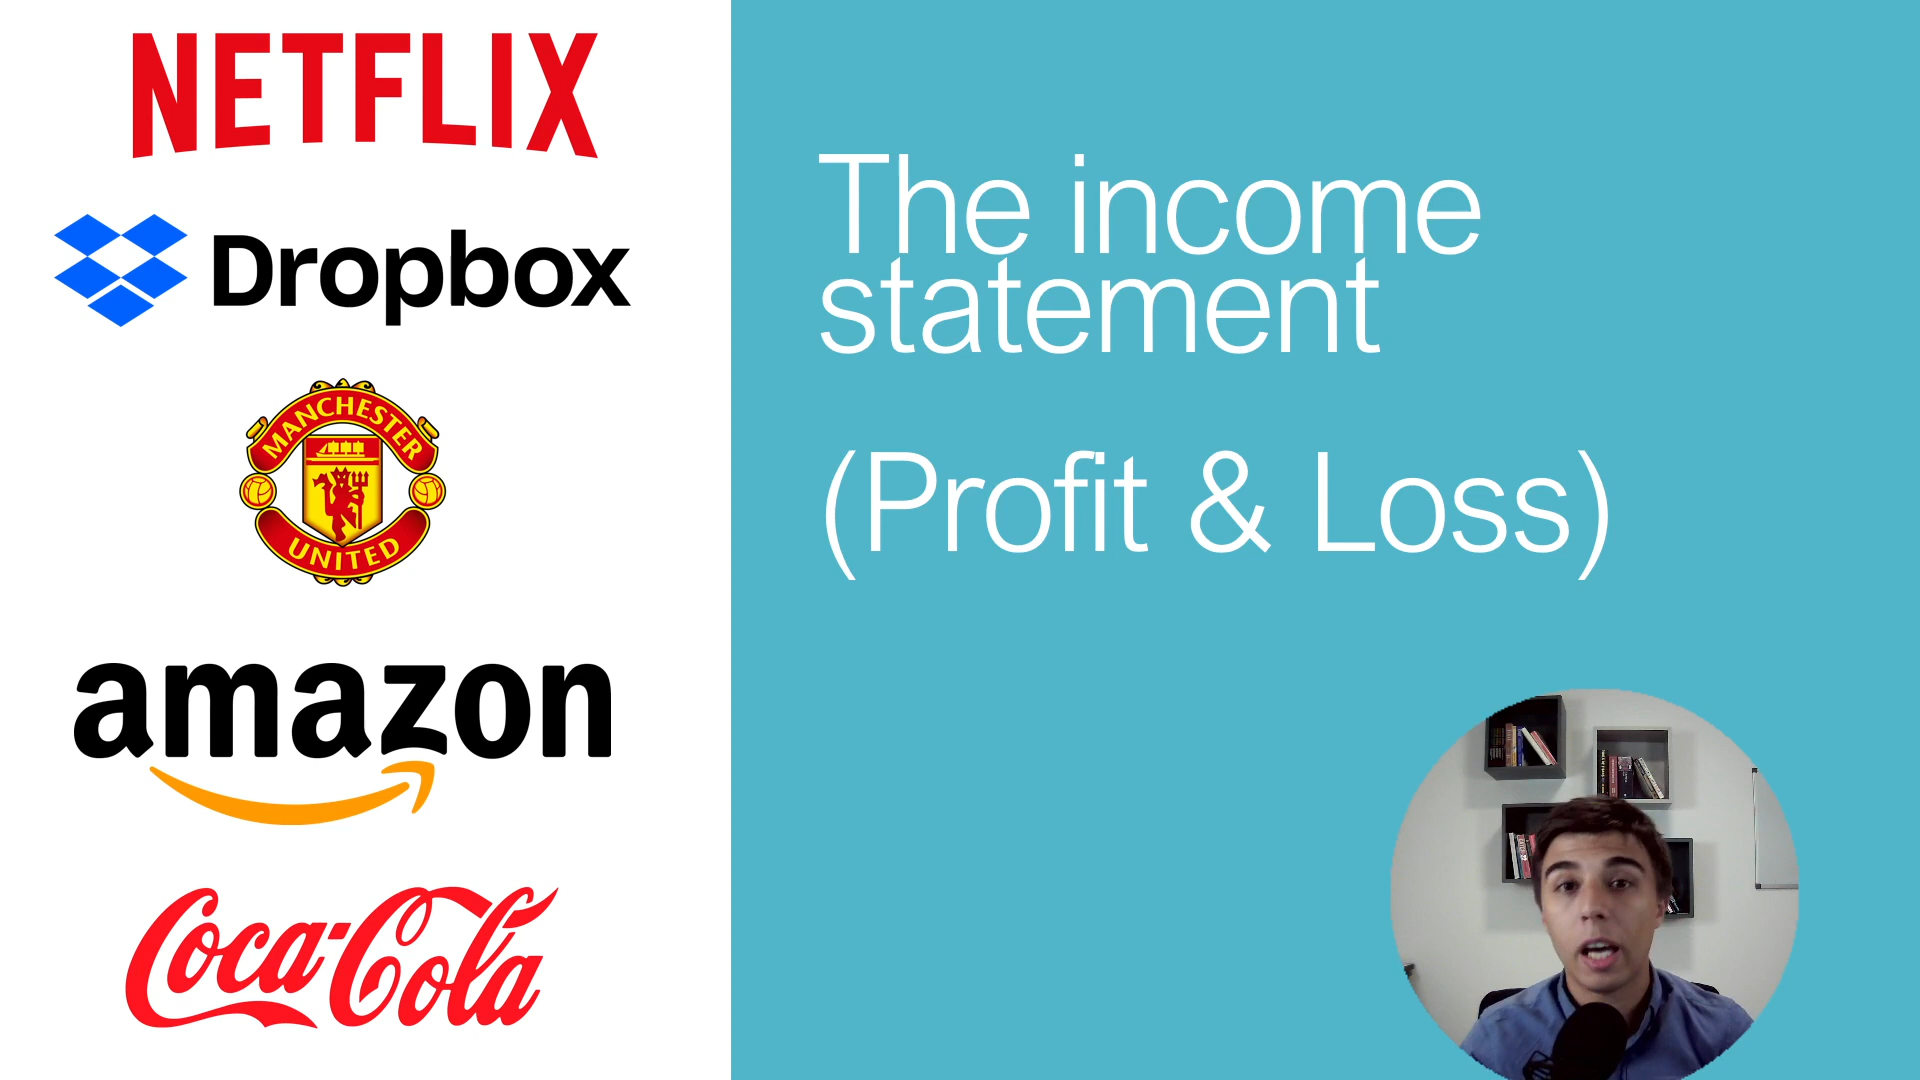 NETFLIX
Dropbox
MANCHESTER
UNITED
amazon
Coca-Cola
The income
statement
(Profit & Loss)